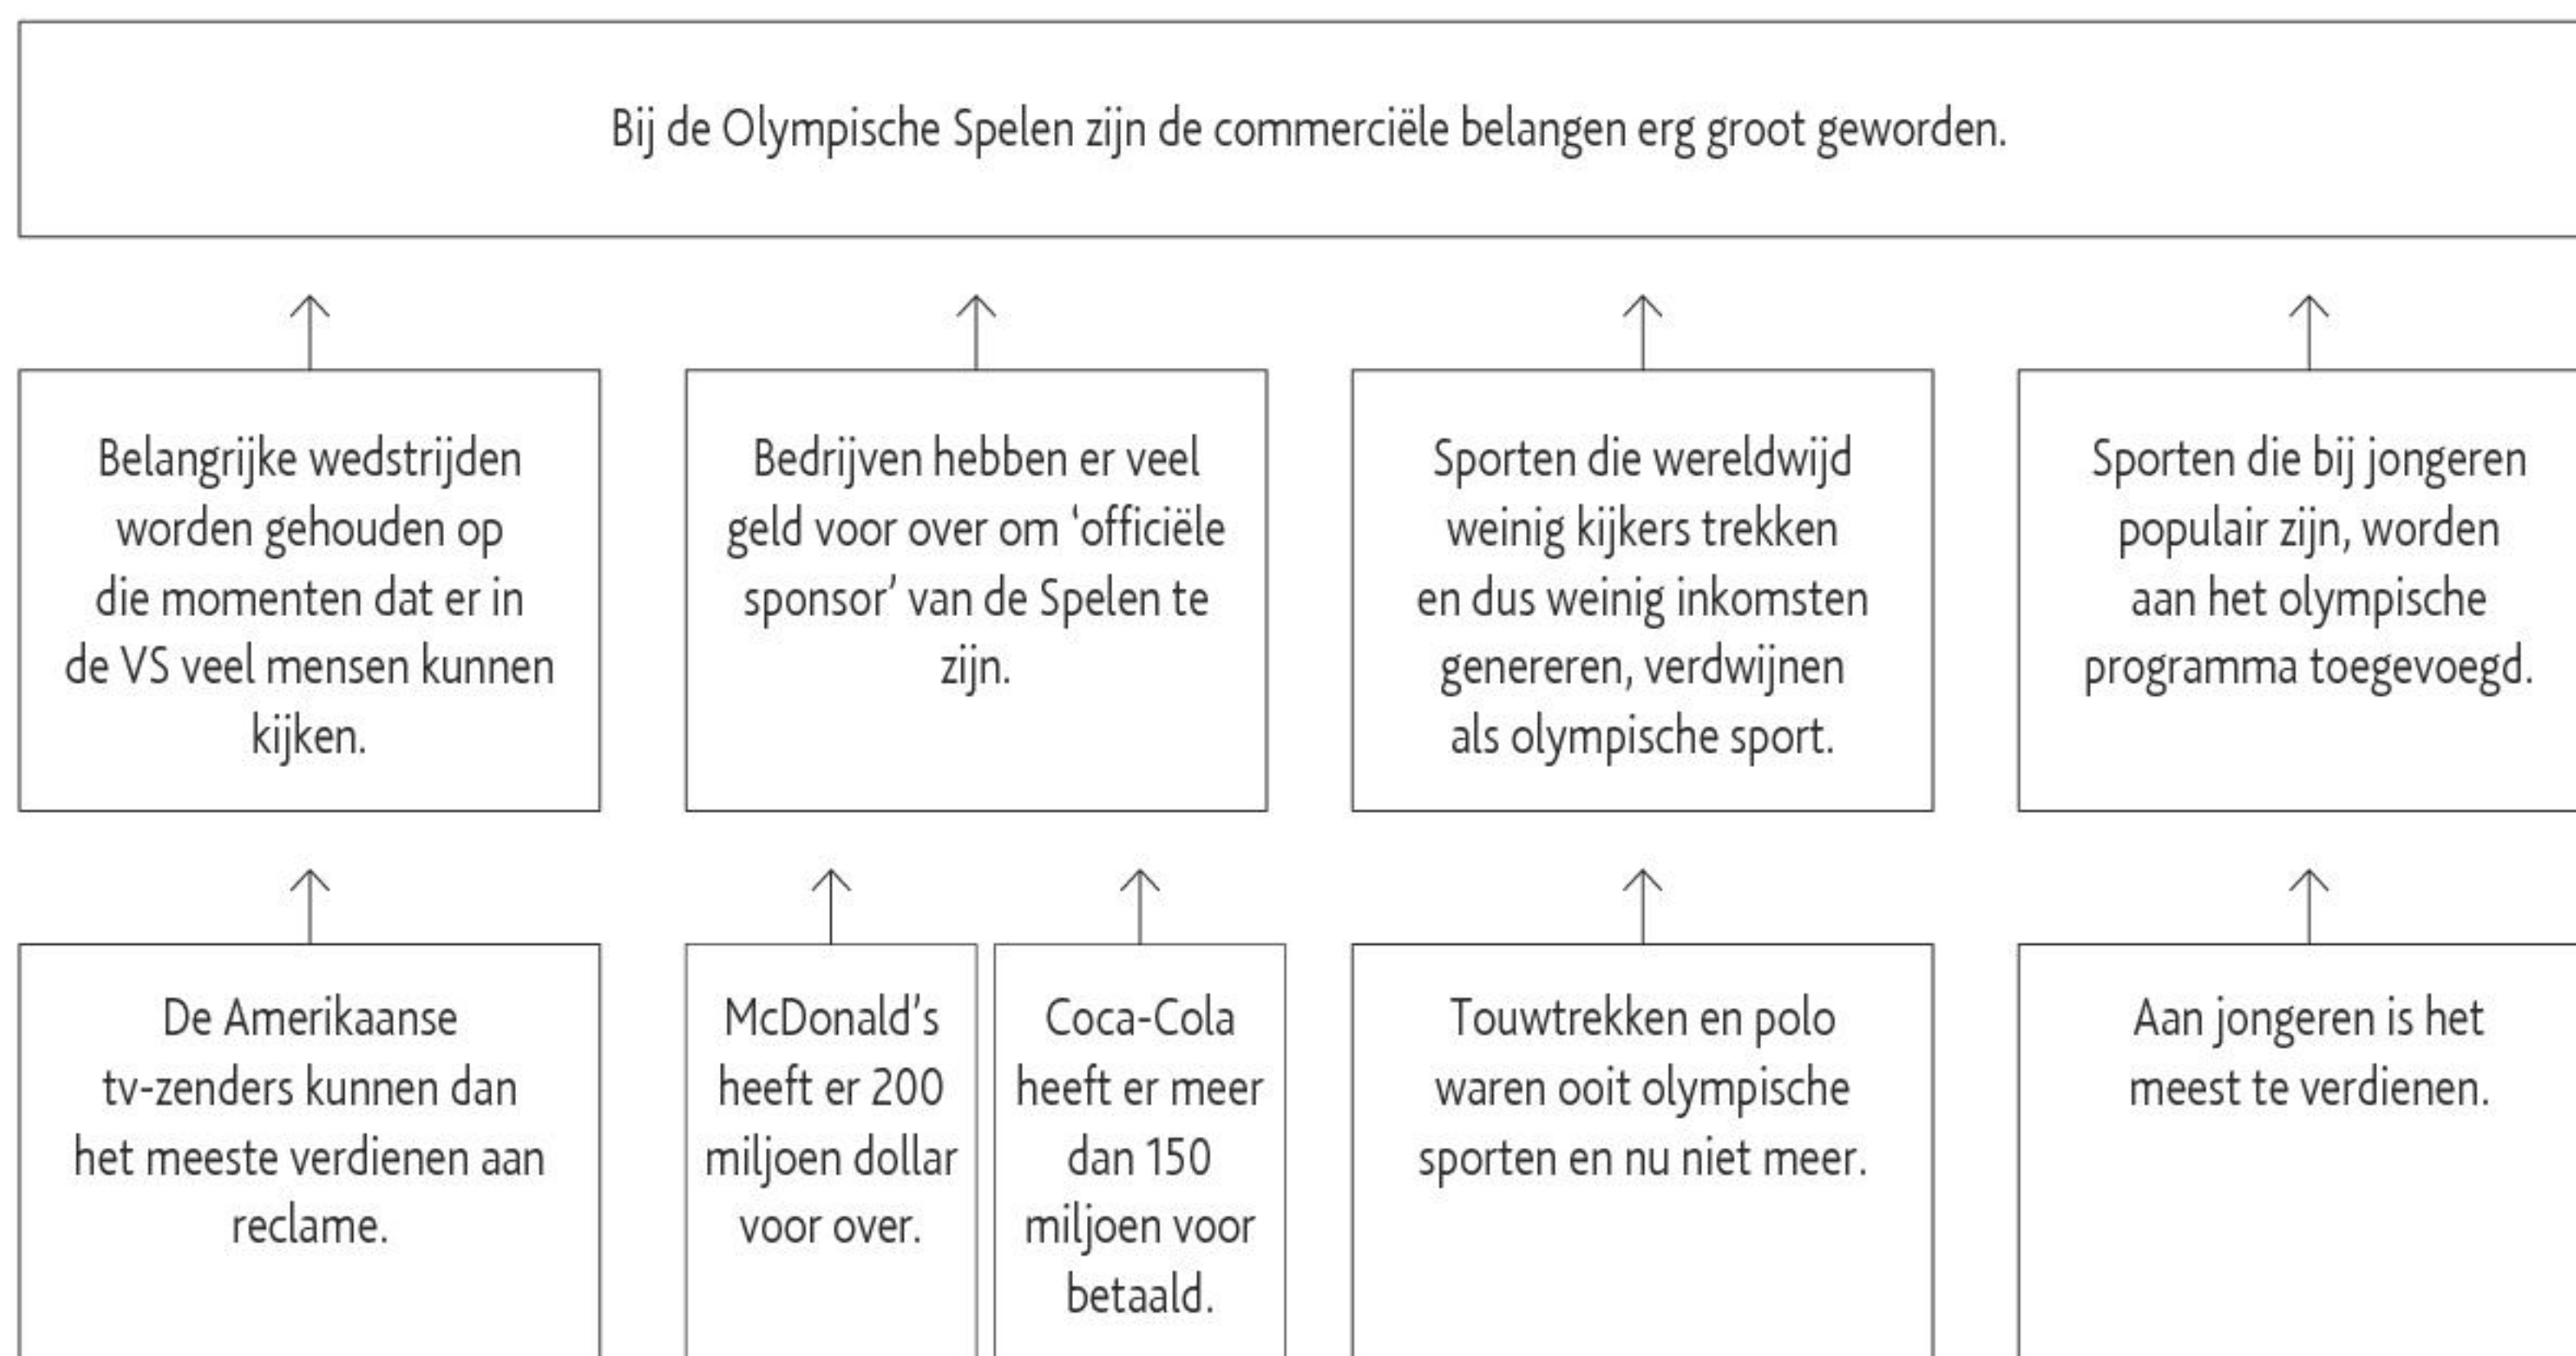 Bij de Olympische Spelen zijn de commerciële belangen erg groot geworden.
Belangrijke wedstrijden
worden gehouden op
die momenten dat er in
de VS veel mensen kunnen
kijken.
Bedrijven hebben er veel
geld voor over om ‘officiële
sponsor’ van de Spelen te
zijn.
Sporten die wereldwijd
weinig kijkers trekken
en dus weinig inkomsten
genereren, verdwijnen
als olympische sport.
Sporten die bij jongeren
populair zijn, worden
aan het olympische
programma toegevoegd.
De Amerikaanse
tv-zenders kunnen dan
het meeste verdienen aan
reclame.
McDonald’s
heeft er 200
miljoen dollar
voor over.
Coca-Cola
heeft er meer
dan 150
miljoen voor
betaald.
Touwtrekken en polo
waren ooit olympische
sporten en nu niet meer.
Aan jongeren is het
meest te verdienen.